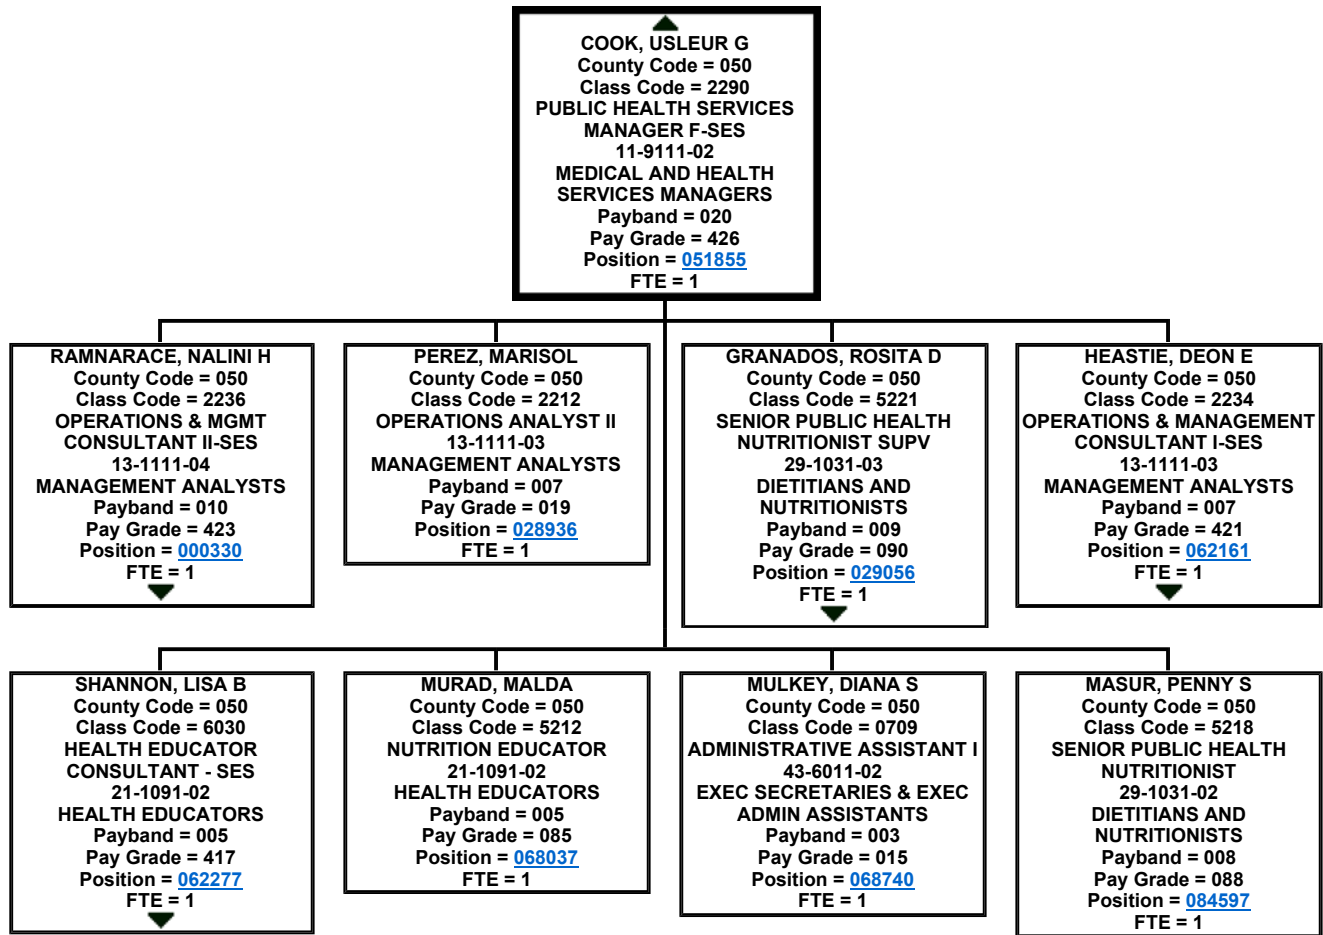 COOK, USLEUR G
County Code = 050
Class Code = 2290
PUBLIC HEALTH SERVICES
MANAGER F-SES
11-9111-02
MEDICAL AND HEALTH
SERVICES MANAGERS
Payband = 020
Pay Grade = 426
Position = 051855
FTE = 1
RAMNARACE, NALINI H
County Code = 050
Class Code = 2236
OPERATIONS & MGMT
CONSULTANT II-SES
13-1111-04
MANAGEMENT ANALYSTS
Payband = 010
Pay Grade = 423
Position = 000330
FTE = 1
PEREZ, MARISOL
County Code = 050
Class Code = 2212
OPERATIONS ANALYST II
13-1111-03
MANAGEMENT ANALYSTS
Payband = 007
Pay Grade = 019
Position = 028936
FTE = 1
GRANADOS, ROSITA D
County Code = 050
Class Code = 5221
SENIOR PUBLIC HEALTH
NUTRITIONIST SUPV
29-1031-03
DIETITIANS AND
NUTRITIONISTS
Payband = 009
Pay Grade = 090
Position = 029056
FTE = 1
HEASTIE, DEON E
County Code = 050
Class Code = 2234
OPERATIONS & MANAGEMENT
CONSULTANT I-SES
13-1111-03
MANAGEMENT ANALYSTS
Payband = 007
Pay Grade = 421
Position = 062161
FTE = 1
SHANNON, LISA B
County Code = 050
Class Code = 6030
HEALTH EDUCATOR
CONSULTANT - SES
21-1091-02
HEALTH EDUCATORS
Payband = 005
Pay Grade = 417
Position = 062277
FTE = 1
MURAD, MALDA
County Code = 050
Class Code = 5212
NUTRITION EDUCATOR
21-1091-02
HEALTH EDUCATORS
Payband = 005
Pay Grade = 085
Position = 068037
FTE = 1
MULKEY, DIANA S
County Code = 050
Class Code = 0709
ADMINISTRATIVE ASSISTANT I
43-6011-02
EXEC SECRETARIES & EXEC
ADMIN ASSISTANTS
Payband = 003
Pay Grade = 015
Position = 068740
FTE = 1
MASUR, PENNY S
County Code = 050
Class Code = 5218
SENIOR PUBLIC HEALTH
NUTRITIONIST
29-1031-02
DIETITIANS AND
NUTRITIONISTS
Payband = 008
Pay Grade = 088
Position = 084597
FTE = 1